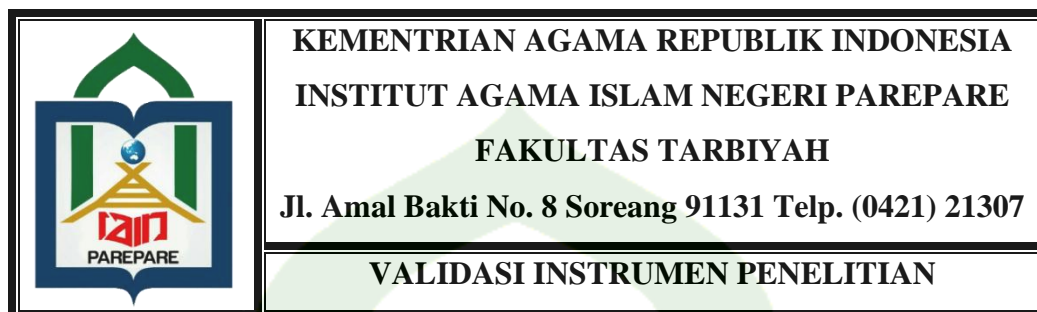 KEMENTRIAN AGAMA REPUBLIK INDONESIA
INSTITUT AGAMA ISLAM NEGERI PAREPARE
FAKULTAS TARBIYAH
Jl. Amal Bakti No. 8 Soreang 91131 Telp. (0421) 21307
iain
PAREPARE
VALIDASI INSTRUMEN PENELITIAN